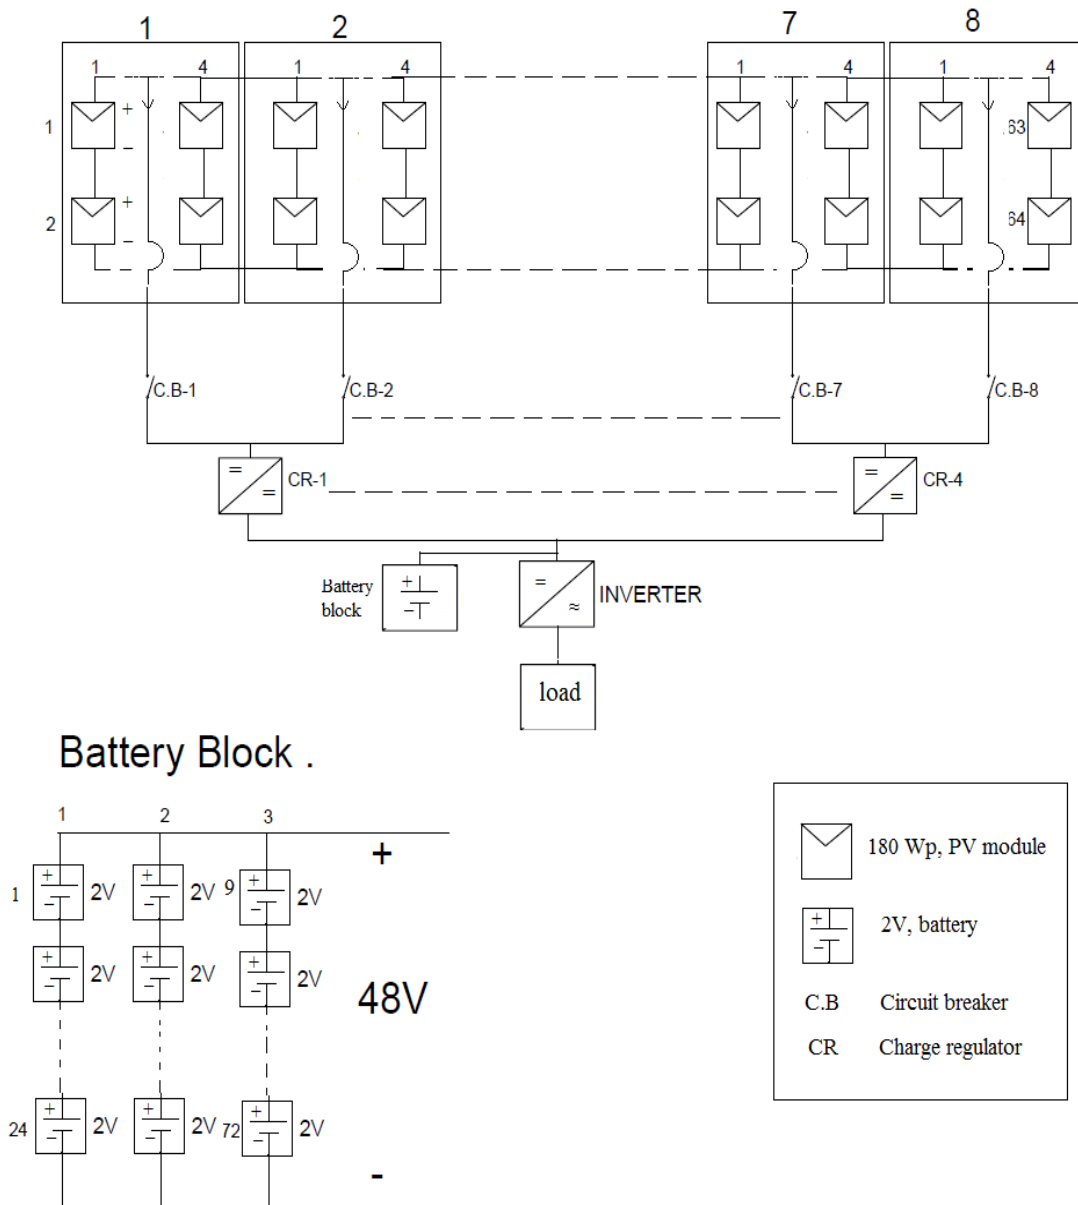 1 2 7 8
1 4 1 4 1 4 1 4
1 + 63
−
2 + 64
−
C.B-1 C.B-2 C.B-7 C.B-8
= = CR-1 = = CR-4
Battery block + − = ≈ INVERTER
load
Battery Block .
1 2 3
+
1 + − 2V + − 2V 9 + − 2V
+ − 2V + − 2V + − 2V
48V
24 + − 2V + − 2V 72 + − 2V
-
180 Wp, PV module
+ − 2V, battery
C.B Circuit breaker
CR Charge regulator